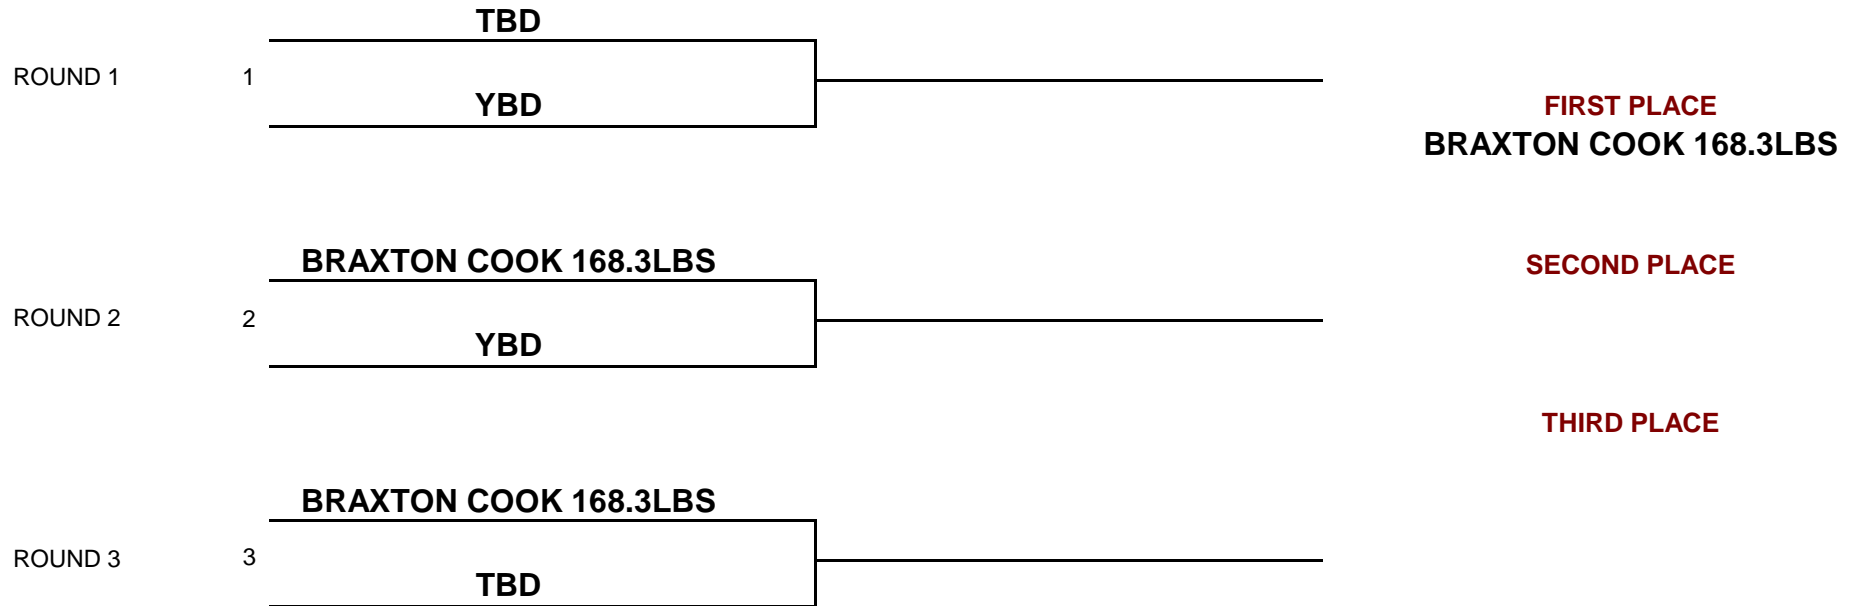 TBD
ROUND 1 1
YBD
FIRST PLACE
BRAXTON COOK 168.3LBS
BRAXTON COOK 168.3LBS
SECOND PLACE
ROUND 2 2
YBD
THIRD PLACE
BRAXTON COOK 168.3LBS
ROUND 3 3
TBD